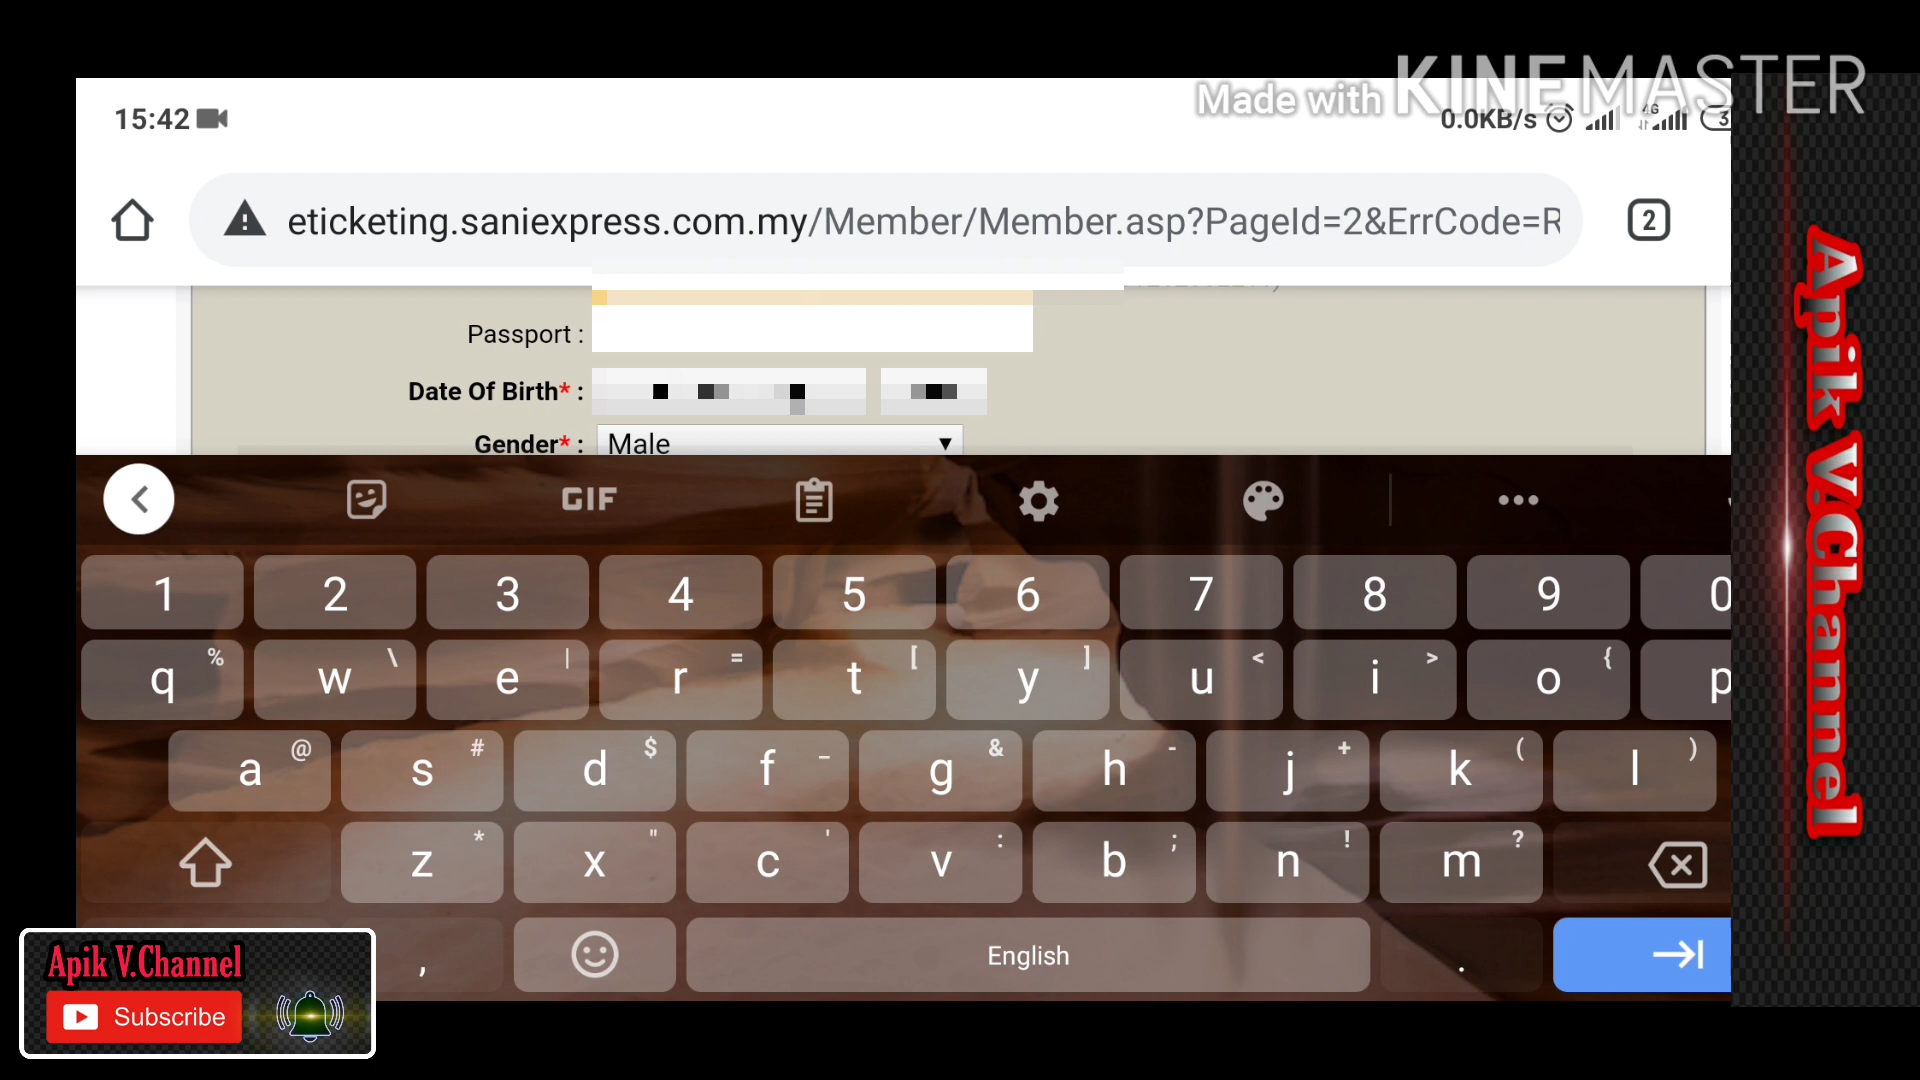 Made with KINEMASTER
15:42
0.0KB/s
4G
3
eticketing.saniexpress.com.my/Member/Member.asp?PageId=2&ErrCode=R
2
Passport :
Date Of Birth* :
Gender* : Male
GIF
1 2 3 4 5 6 7 8 9 0
q % w \ e | r = t [ y ] u < i > o { p
a @ s # d $ f _ g & h - j + k ( l )
z * x " c ' v : b ; n ! m ?
, English .
Apik V.Channel
Apik V.Channel
Subscribe